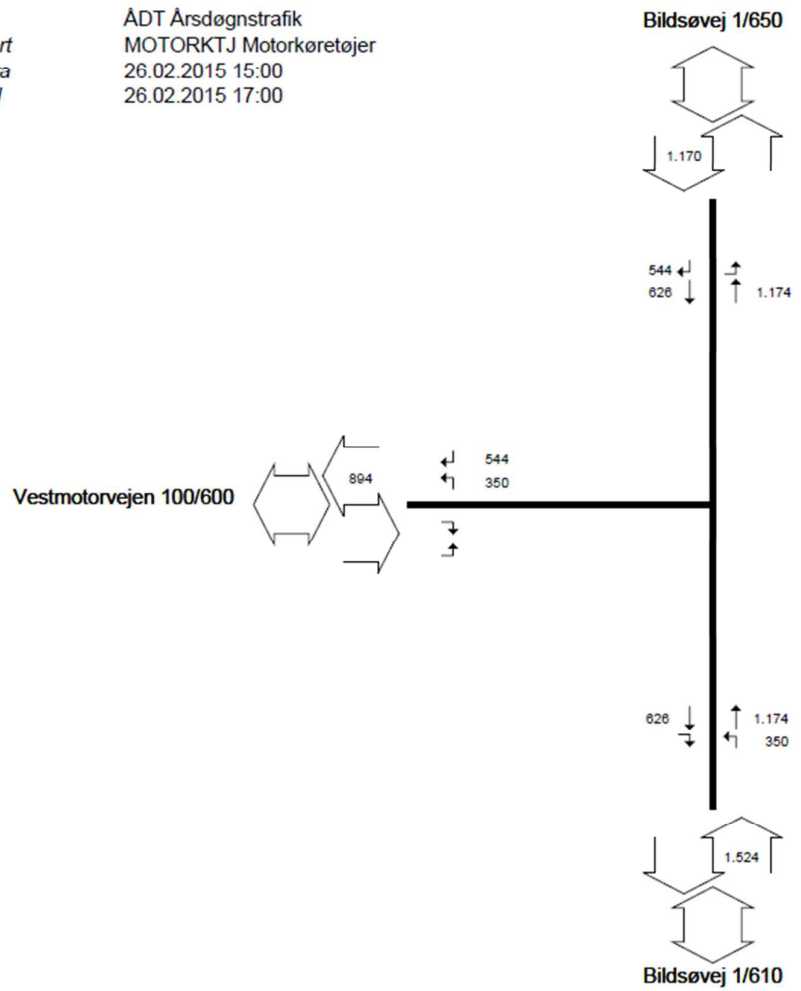 ÅDT Årsdøgnstrafik
MOTORKTJ Motorkøretøjer
26.02.2015 15:00
26.02.2015 17:00
Bildsøvej 1/650
1.170
544
626
1.174
Vestmotorvejen 100/600
894
544
350
626
1.174
350
1.524
Bildsøvej 1/610